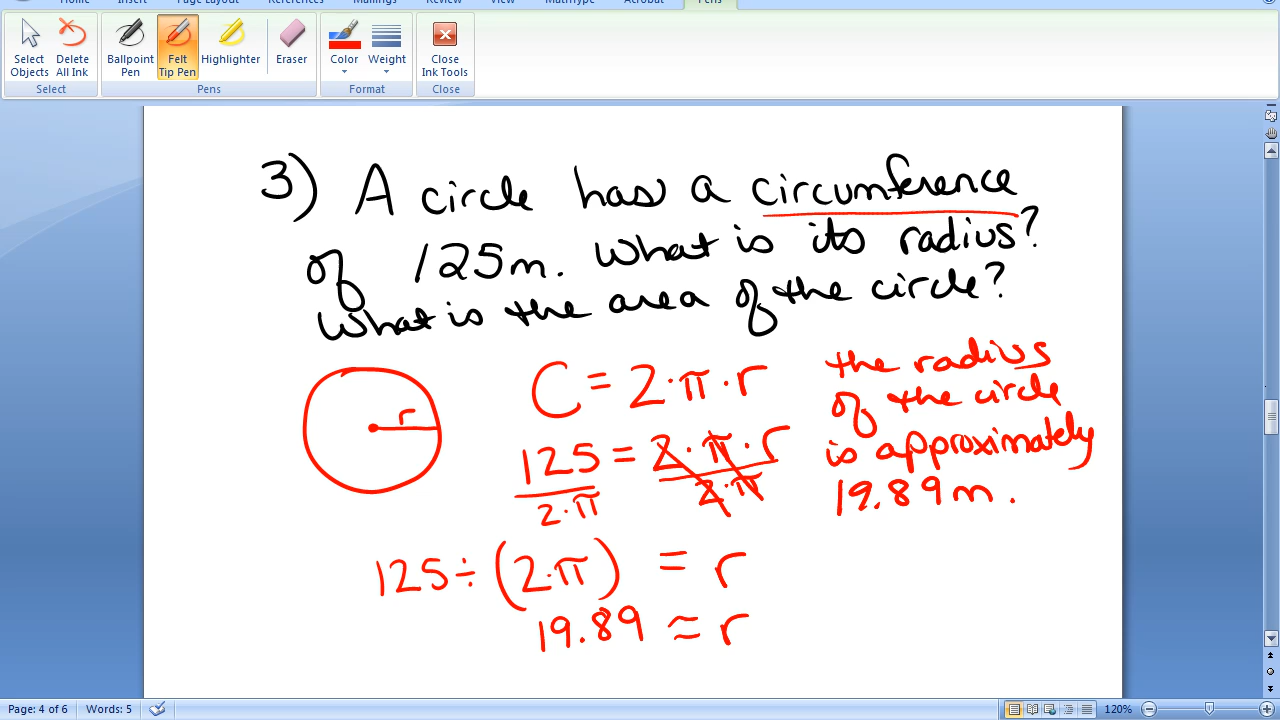 Home Insert Page Layout References Mailings Review View MathType Acrobat Pens
Select Objects
Delete All Ink
Ballpoint Pen
Felt Tip Pen
Highlighter
Eraser
Color
Weight
Close Ink Tools
Select
Pens
Format
Close
3) A circle has a circumference
of 125m. What is its radius?
What is the area of the circle?
r
C = 2·π·r
125 = 2·π·r
2·π 2·π
125 ÷ (2·π) = r
19.89 ≈ r
the radius
of the circle
is approximately
19.89 m.
Page: 4 of 6 Words: 5 120%